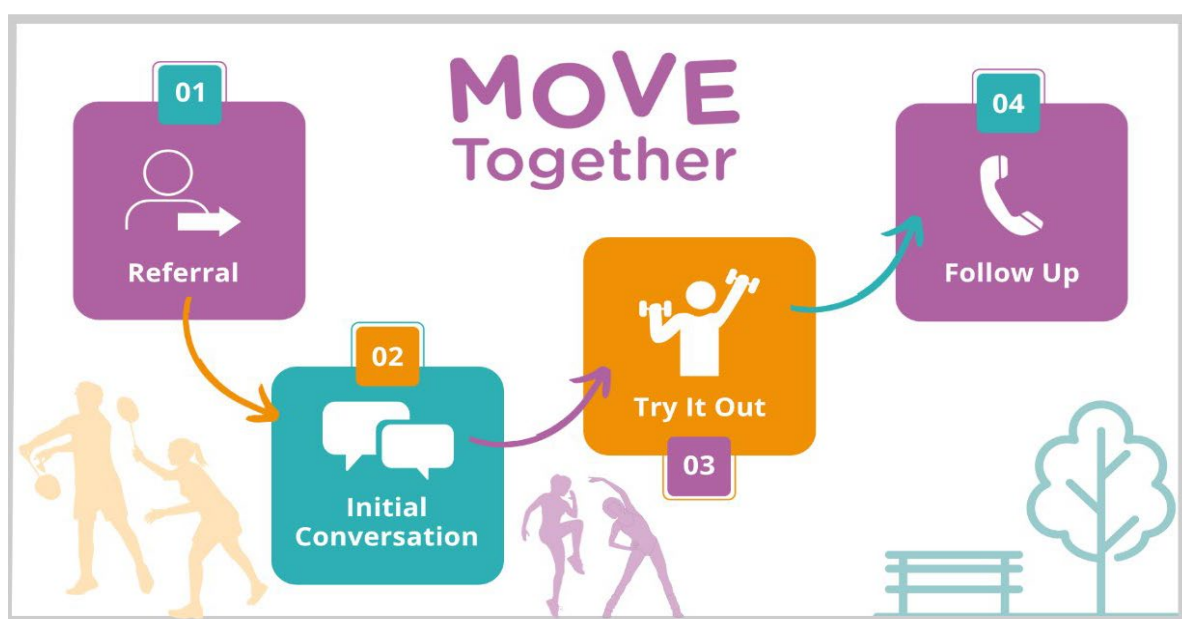 MOVE
Together
01
Referral
02
Initial
Conversation
03
Try It Out
04
Follow Up